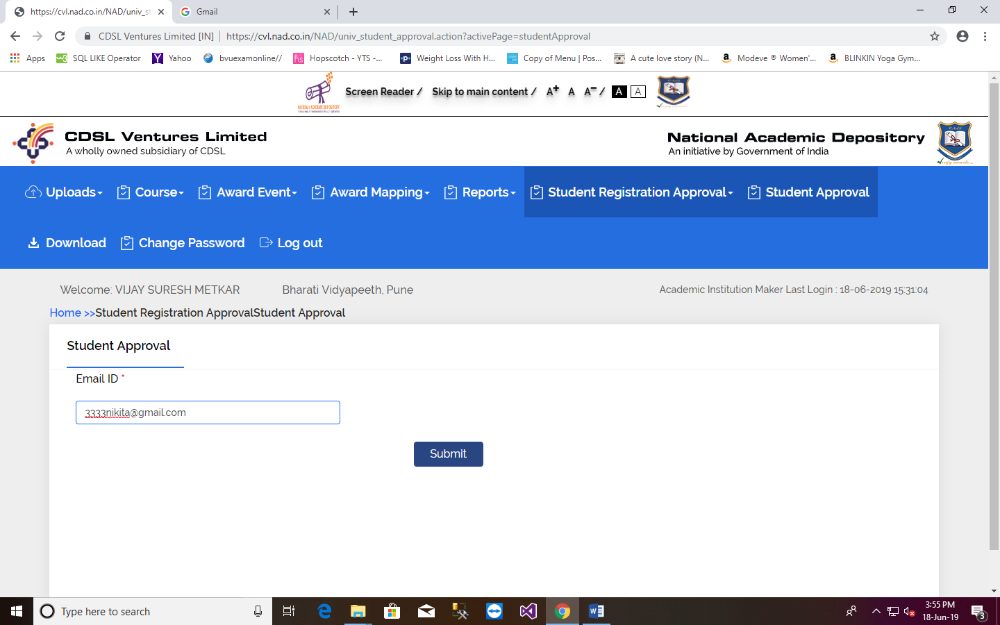 https://cvl.nad.co.in/NAD/univ_st
Gmail
CDSL Ventures Limited [IN] | https://cvl.nad.co.in/NAD/univ_student_approval.action?activePage=studentApproval
Apps SQL LIKE Operator Yahoo bvuexamonline// Hopscotch - YTS -... Weight Loss With H... Copy of Menu | Pos... A cute love story (N... Modeve ® Women'... BLINKIN Yoga Gym...
NATIONAL ACADEMIC DEPOSITORY
Screen Reader / Skip to main content / A+ A A− / A A
CDSL Ventures Limited
A wholly owned subsidiary of CDSL
National Academic Depository
An initiative by Government of India
Uploads Course Award Event Award Mapping Reports Student Registration Approval Student Approval
Download Change Password Log out
Welcome: VIJAY SURESH METKAR Bharati Vidyapeeth, Pune Academic Institution Maker Last Login : 18-06-2019 15:31:04
Home >>Student Registration ApprovalStudent Approval
Student Approval
Email ID *
3333nikita@gmail.com
Submit
Type here to search
3:55 PM
18-Jun-19
3